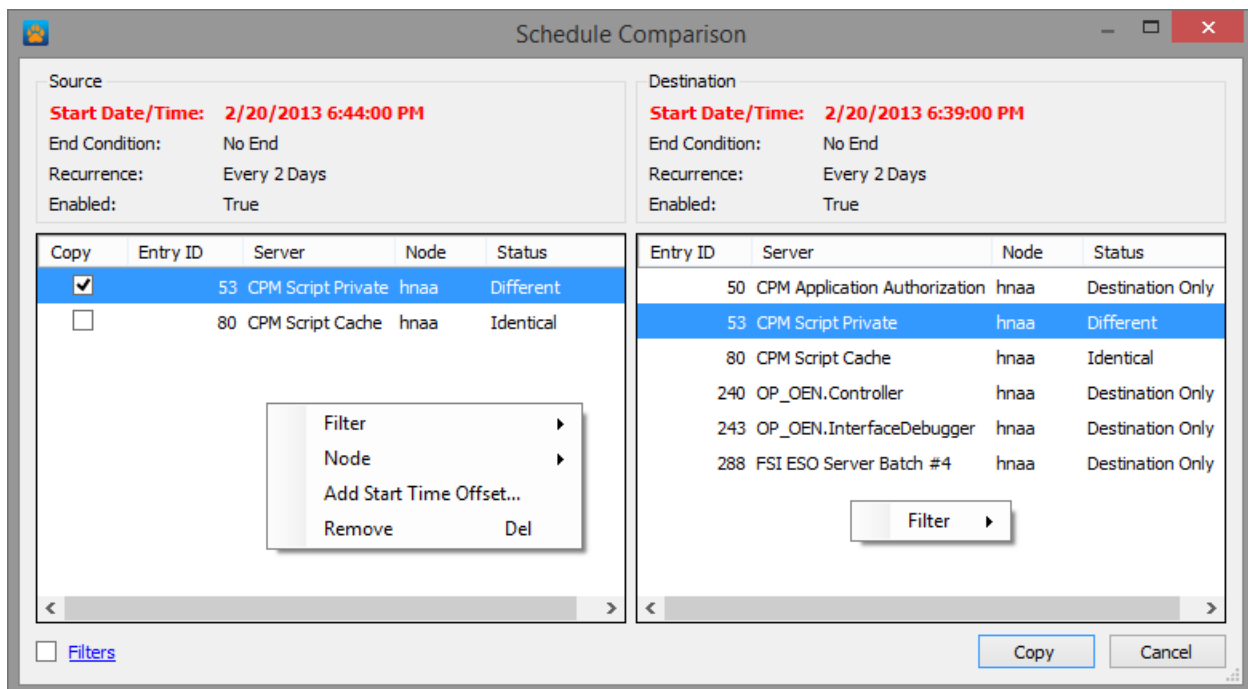 Schedule Comparison
Source
Start Date/Time: 2/20/2013 6:44:00 PM
End Condition: No End
Recurrence: Every 2 Days
Enabled: True
Destination
Start Date/Time: 2/20/2013 6:39:00 PM
End Condition: No End
Recurrence: Every 2 Days
Enabled: True
Copy Entry ID Server Node Status
53 CPM Script Private hnaa Different
80 CPM Script Cache hnaa Identical
Filter
Node
Add Start Time Offset...
Remove Del
Entry ID Server Node Status
50 CPM Application Authorization hnaa Destination Only
53 CPM Script Private hnaa Different
80 CPM Script Cache hnaa Identical
240 OP_OEN.Controller hnaa Destination Only
243 OP_OEN.InterfaceDebugger hnaa Destination Only
288 FSI ESO Server Batch #4 hnaa Destination Only
Filter
Filters
Copy Cancel